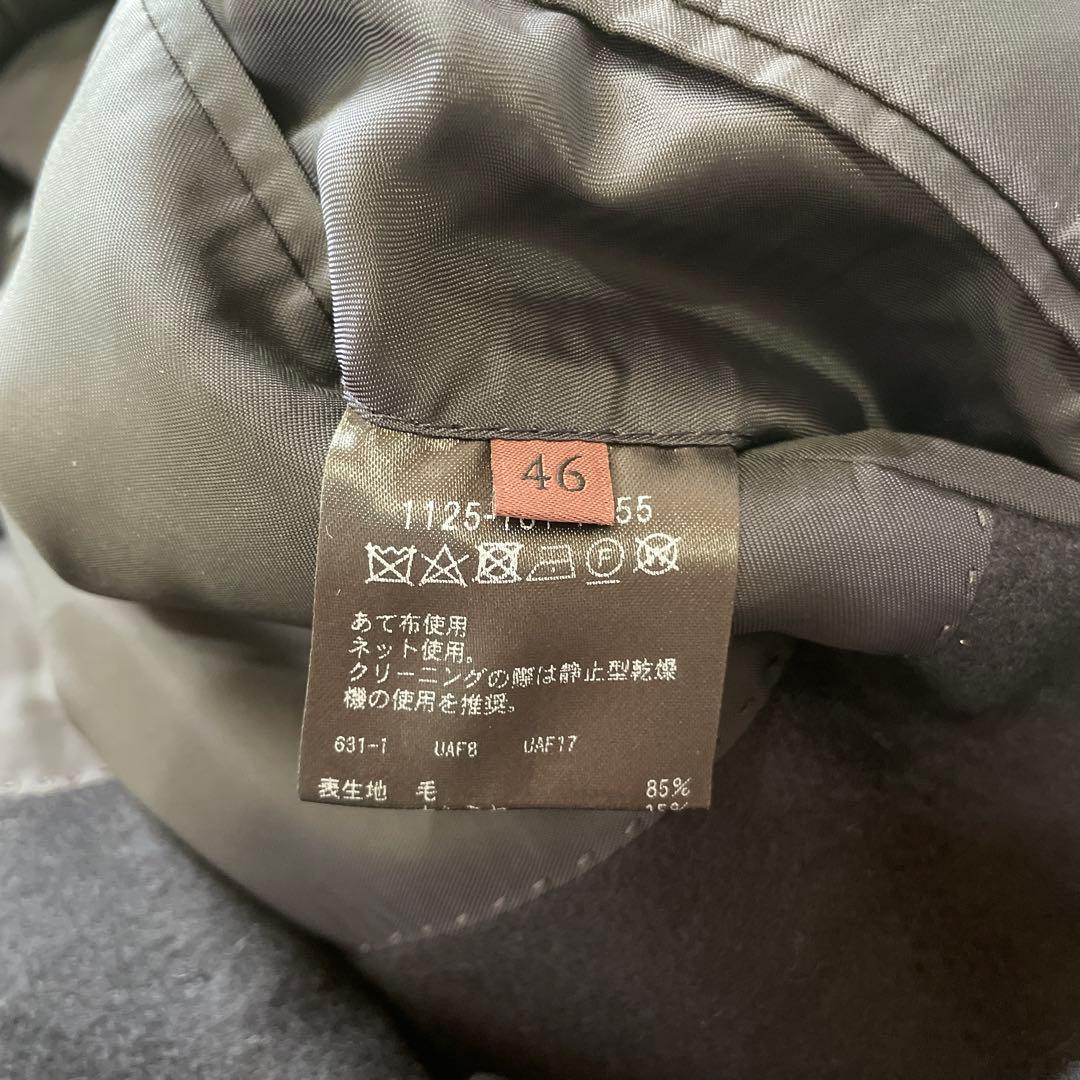 46
1125- 55
F
W
あて布使用
ネット使用。
クリーニングの際は静止型乾燥
機の使用を推奨。
631-1 UAF8 UAF17
表生地 毛 85%
15%